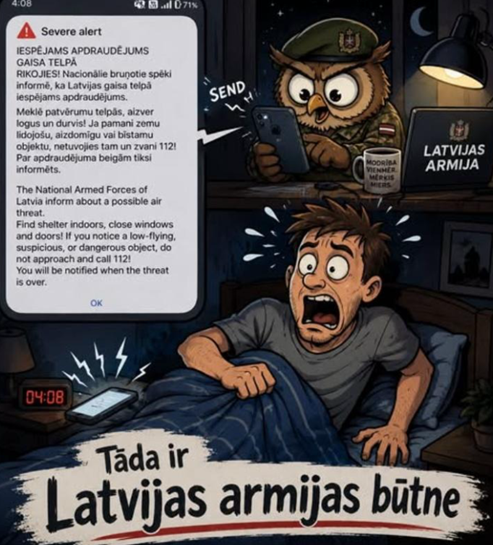 4:08
71%
Severe alert
IESPĒJAMS APDRAUDĒJUMS
GAISA TELPĀ
RIKOJIES! Nacionālie bruņotie spēki
informē, ka Latvijas gaisa telpā
iespējams apdraudējums.
Meklē patvērumu telpās, aizver
logus un durvis! Ja pamani zemu
lidojošu, aizdomīgu vai bīstamu
objektu, netuvojies tam un zvani 112!
Par apdraudējuma beigām tiksi
informēts.
The National Armed Forces of
Latvia inform about a possible air
threat.
Find shelter indoors, close windows
and doors! If you notice a low-flying,
suspicious, or dangerous object, do
not approach and call 112!
You will be notified when the threat
is over.
OK
SEND
MODRĪBA
VIENMĒR.
MĒRĶIS
MIERS.
LATVIJAS
ARMIJA
04:08
Tāda ir
Latvijas armijas būtne